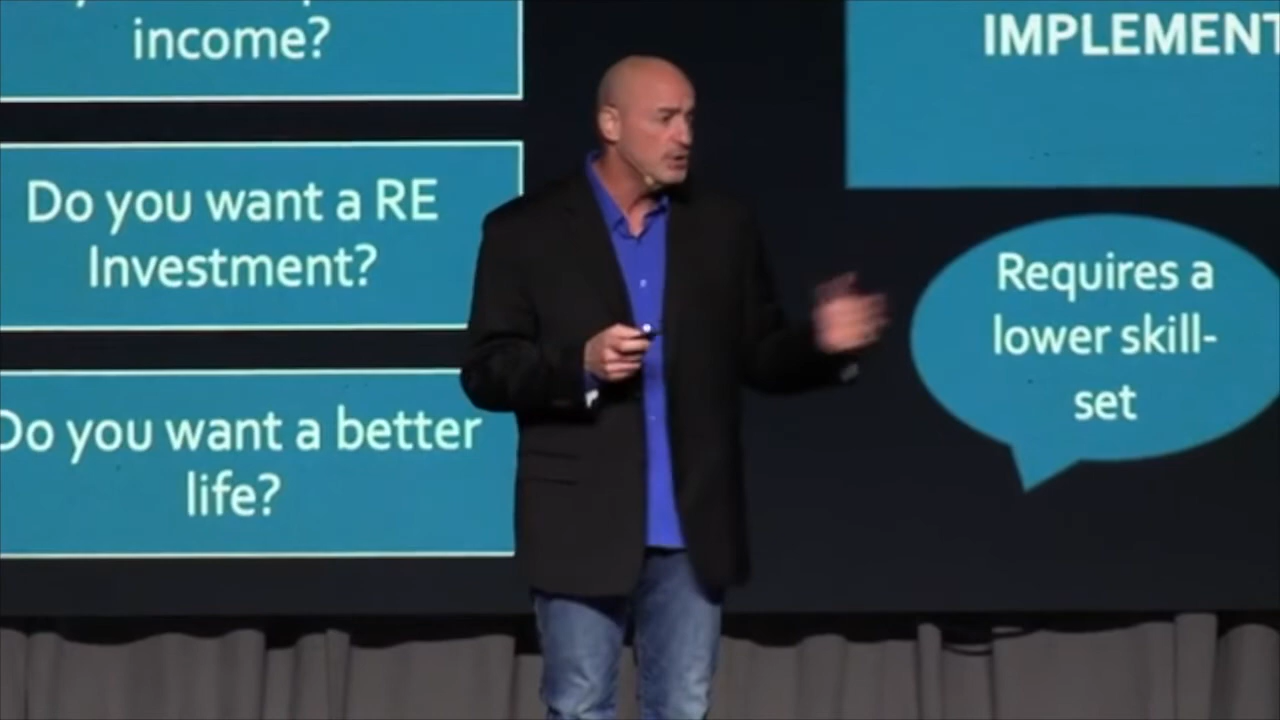 income?
Do you want a RE
Investment?
Do you want a better
life?
IMPLEMENT
Requires a
lower skill-
set